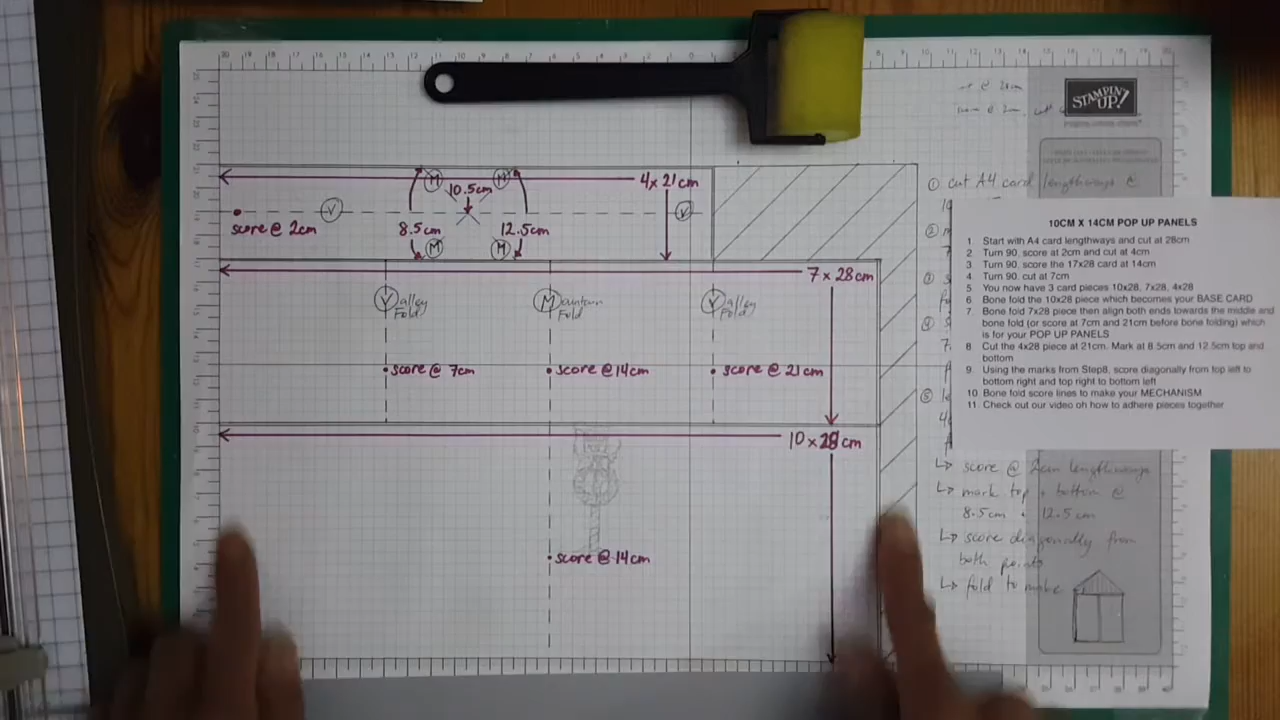 STAMPIN' UP!
4 x 21cm
10.5cm
M
M
V
V
score @ 2cm
8.5cm
12.5cm
M
M
7 x 28cm
Valley Fold
Mountain Fold
Valley Fold
score @ 7cm
score @ 14cm
score @ 21cm
10 x 28cm
score @ 14cm
① cut A4 card lengthways @
10CM X 14CM POP UP PANELS
1. Start with A4 card lengthways and cut at 28cm
2 Turn 90, score at 2cm and cut at 4cm
3 Turn 90, score the 17x28 card at 14cm
4 Turn 90, cut at 7cm
5 You now have 3 card pieces 10x28, 7x28, 4x28
6 Bone fold the 10x28 piece which becomes your BASE CARD
7. Bone fold 7x28 piece then align both ends towards the middle and
bone fold (or score at 7cm and 21cm before bone folding) which
is for your POP UP PANELS
8 Cut the 4x28 piece at 21cm. Mark at 8.5cm and 12.5cm top and
bottom
9 Using the marks from Step8, score diagonally from top left to
bottom right and top right to bottom left
10 Bone fold score lines to make your MECHANISM
11. Check out our video oh how to adhere pieces together
↳ score @ 2cm lengthways
↳ mark top + bottom @
8.5cm + 12.5cm
↳ score diagonally from
both points
↳ fold to make